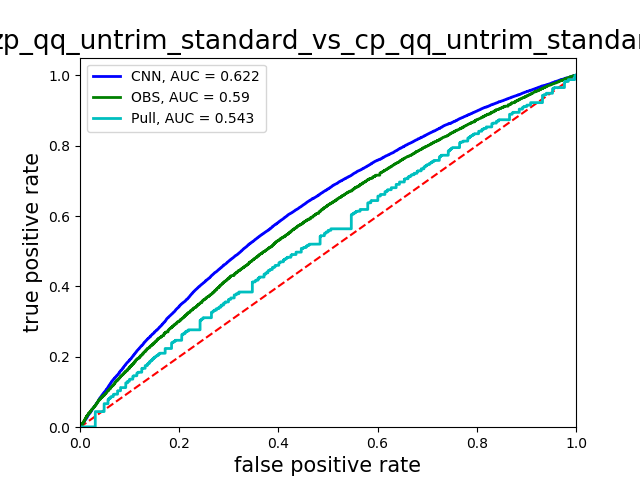 zp_qq_untrim_standard_vs_cp_qq_untrim_standar
CNN, AUC = 0.622
OBS, AUC = 0.59
Pull, AUC = 0.543
true positive rate
1.0
0.8
0.6
0.4
0.2
0.0
0.0 0.2 0.4 0.6 0.8 1.0
false positive rate